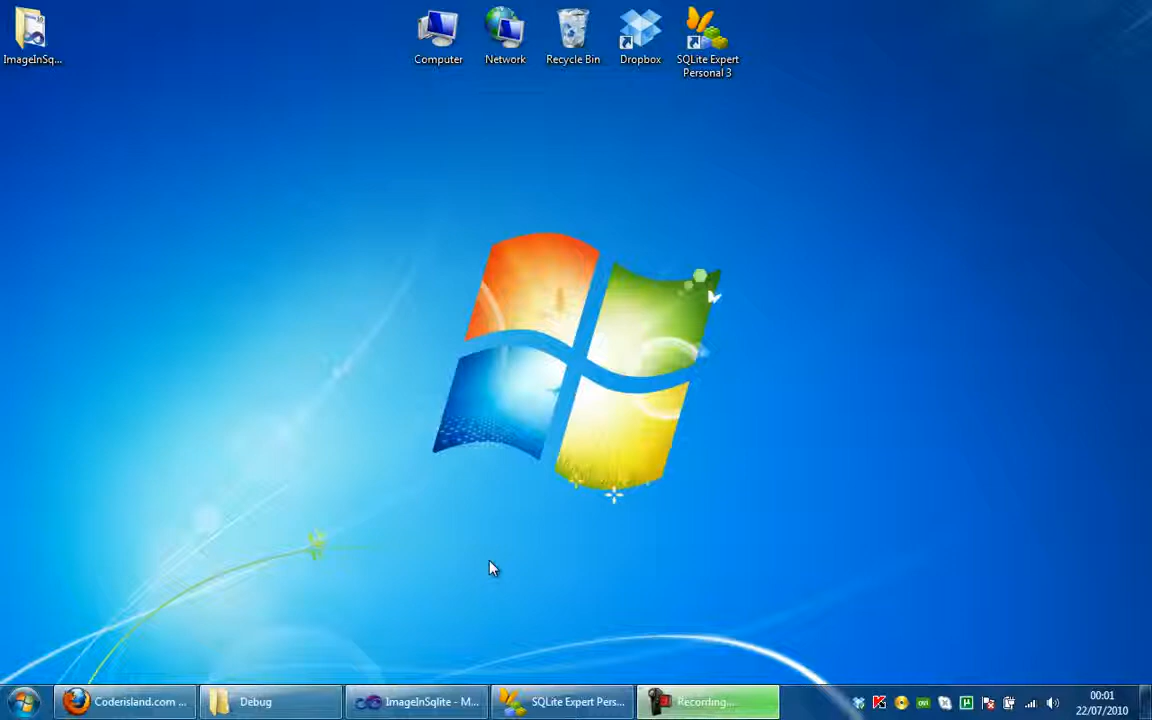 ImageInSq...
Computer
Network
Recycle Bin
Dropbox
SQLite Expert
Personal 3
Coderisland.com ...
Debug
ImageInSqlite - M...
SQLite Expert Pers...
Recording...
00:01
22/07/2010